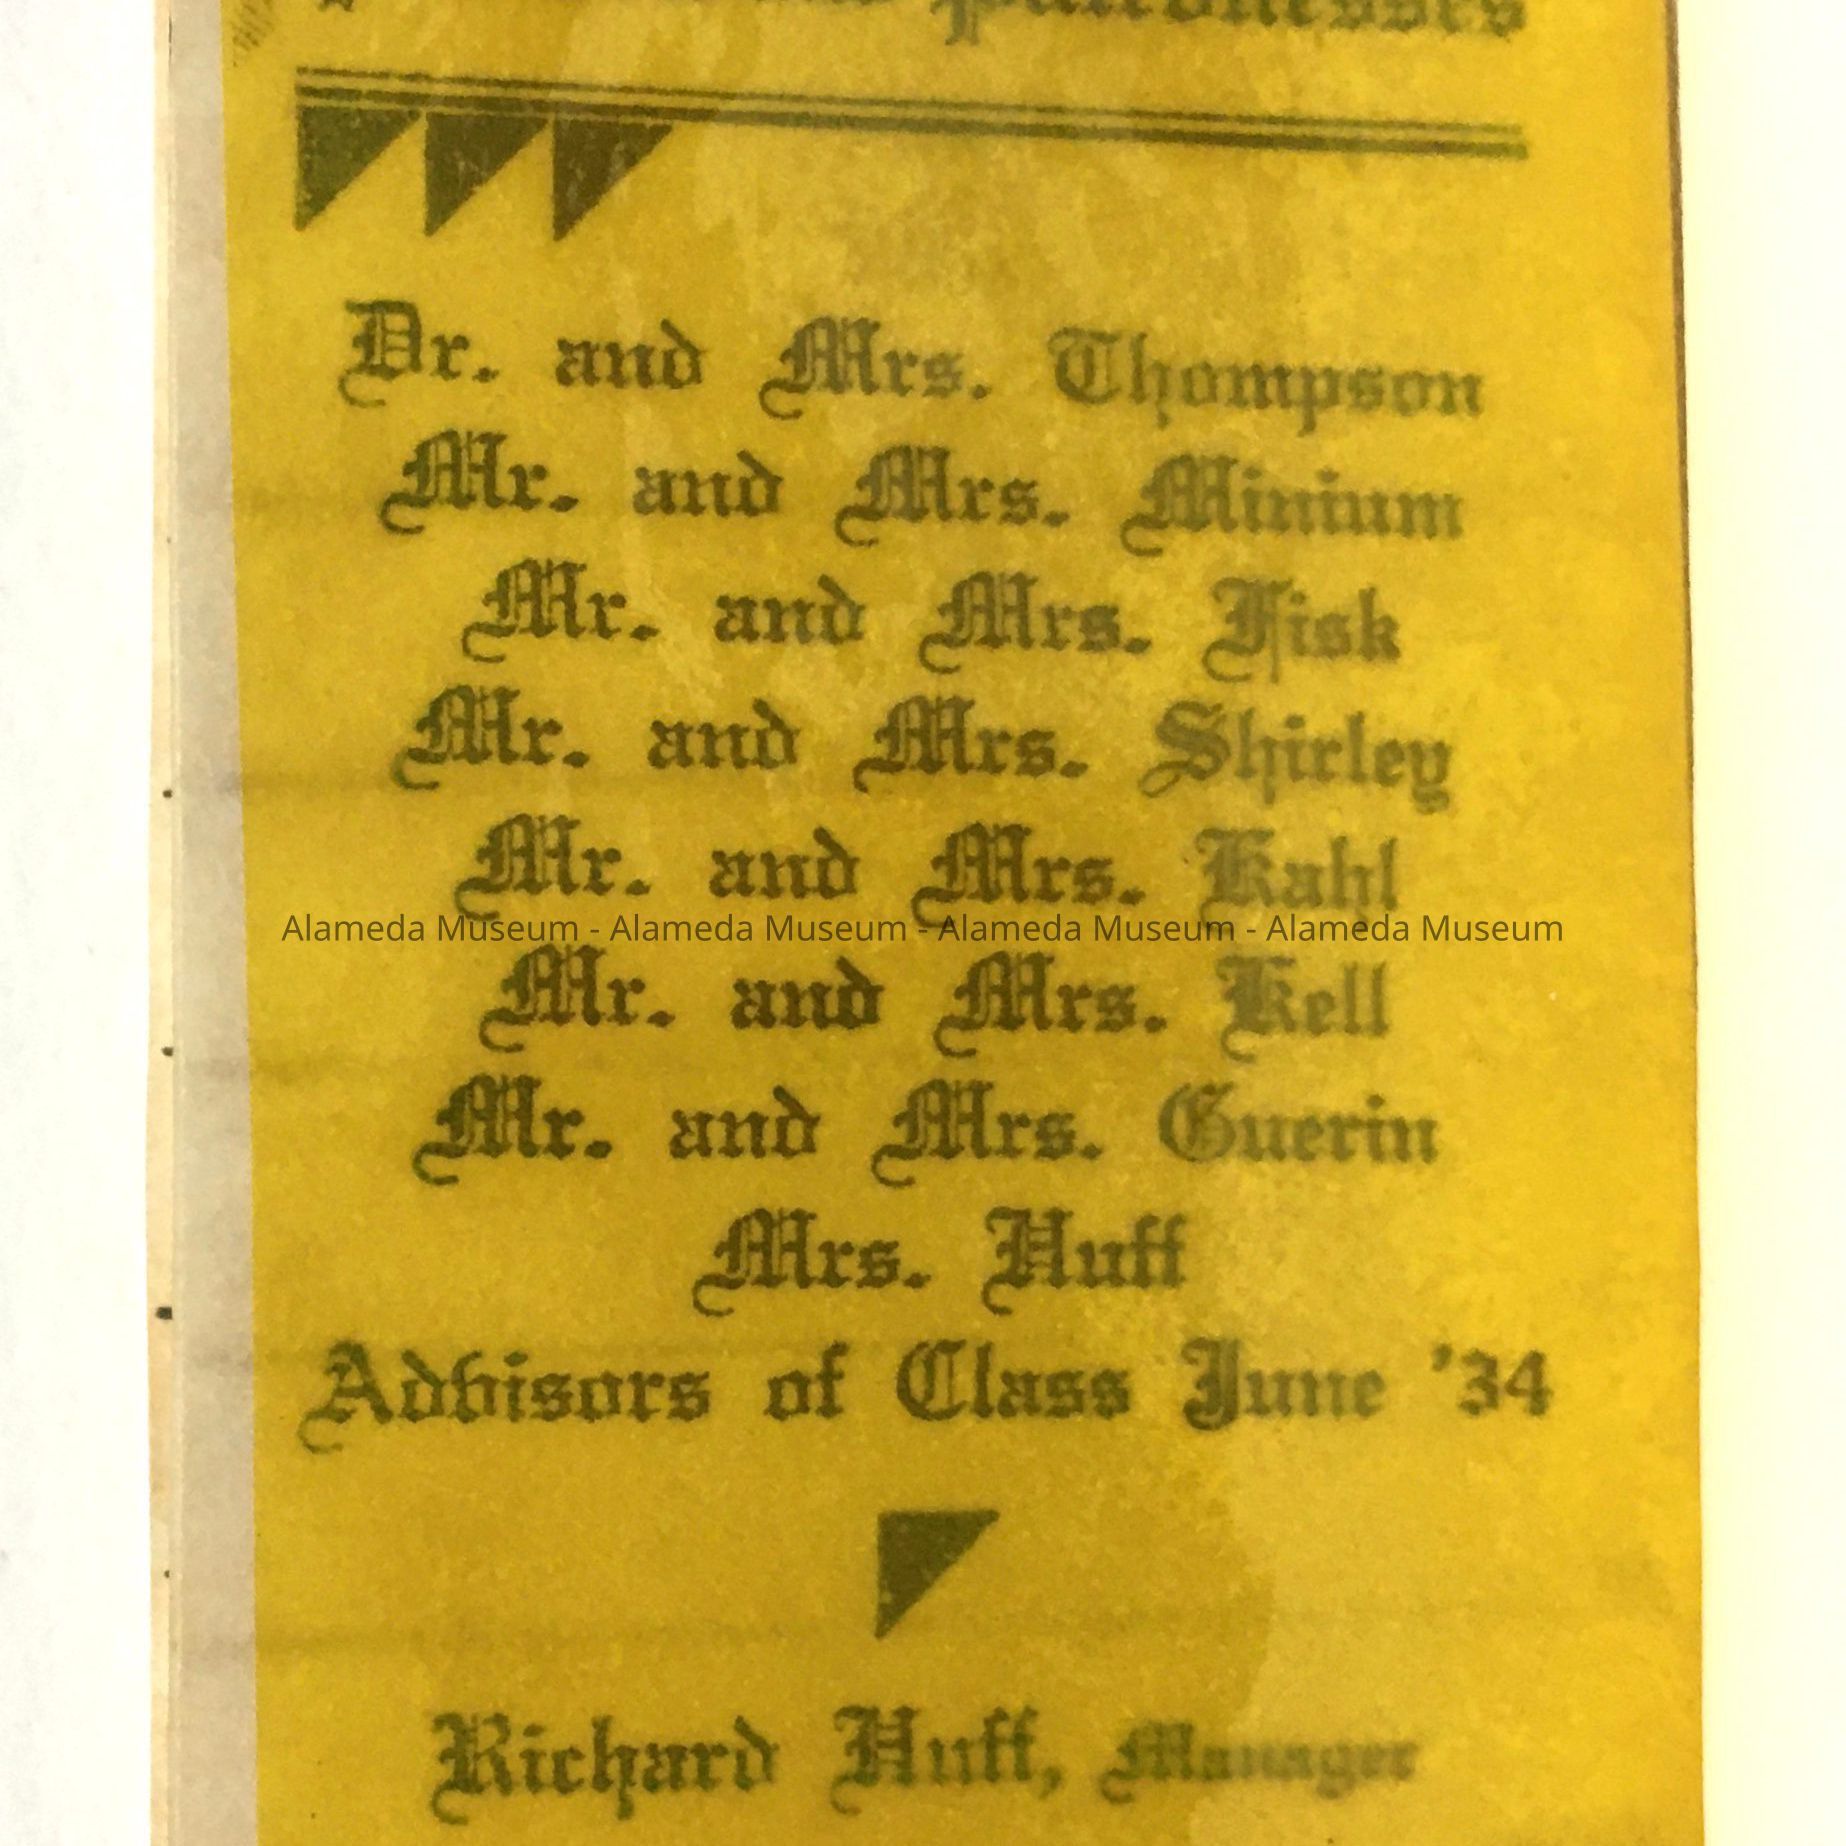 patronesses
Dr. and Mrs. Thompson
Mr. and Mrs. Minium
Mr. and Mrs. Fisk
Mr. and Mrs. Shirley
Mr. and Mrs. Kahl
Alameda Museum - Alameda Museum - Alameda Museum - Alameda Museum
Mr. and Mrs. Kell
Mr. and Mrs. Guerin
Mrs. Huff
Advisors of Class June '34
Richard Huff, Manager